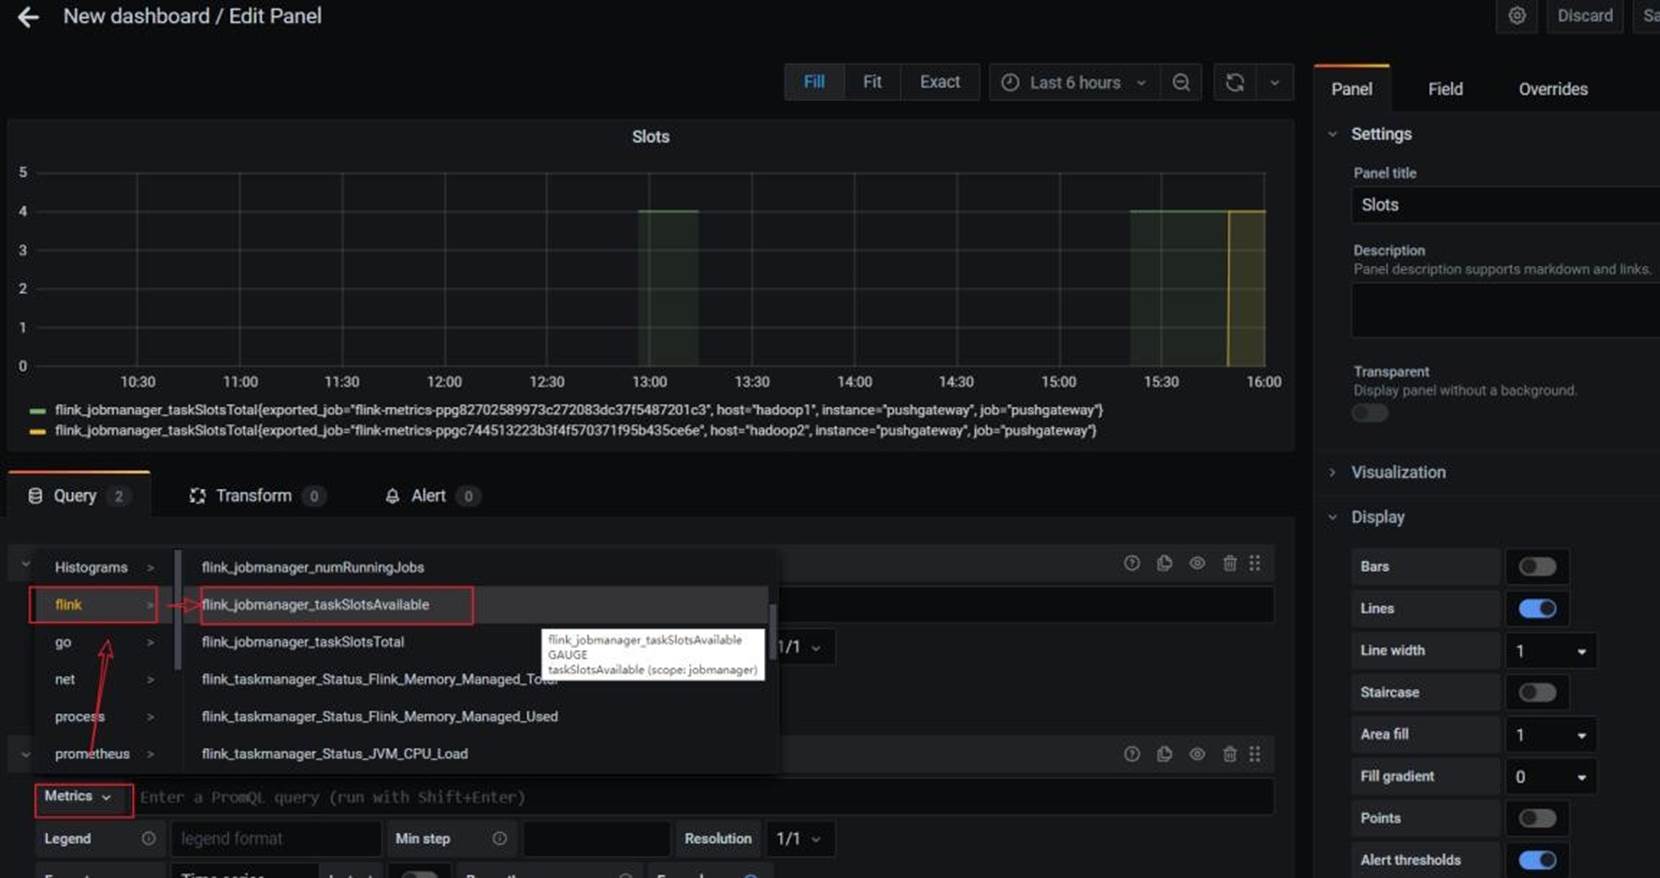 New dashboard / Edit Panel
Discard
Fill Fit Exact Last 6 hours
Panel Field Overrides
Slots
5
4
3
2
1
0
10:30 11:00 11:30 12:00 12:30 13:00 13:30 14:00 14:30 15:00 15:30 16:00
flink_jobmanager_taskSlotsTotal{exported_job="flink-metrics-ppg82702589973c272083dc37f5487201c3", host="hadoop1", instance="pushgateway", job="pushgateway"}
flink_jobmanager_taskSlotsTotal{exported_job="flink-metrics-ppgc744513223b3f4f570371f95b435ce6e", host="hadoop2", instance="pushgateway", job="pushgateway"}
Settings
Panel title
Slots
Description
Panel description supports markdown and links.
Transparent
Display panel without a background.
Visualization
Display
Bars
Lines
Line width 1
Staircase
Area fill 1
Fill gradient 0
Points
Alert thresholds
Query 2 Transform 0 Alert 0
Histograms > flink_jobmanager_numRunningJobs
flink > flink_jobmanager_taskSlotsAvailable
go > flink_jobmanager_taskSlotsTotal
flink_jobmanager_taskSlotsAvailable
GAUGE
taskSlotsAvailable (scope: jobmanager)
1/1
net > flink_taskmanager_Status_Flink_Memory_Managed_Total
process > flink_taskmanager_Status_Flink_Memory_Managed_Used
prometheus > flink_taskmanager_Status_JVM_CPU_Load
Metrics Enter a PromQL query (run with Shift+Enter)
Legend legend format Min step Resolution 1/1